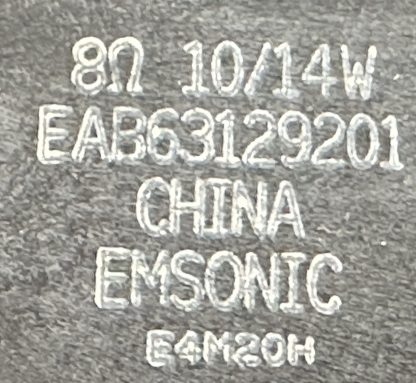 8Ω 10/14W
EAB63129201
CHINA
EMSONIC
E4M20H